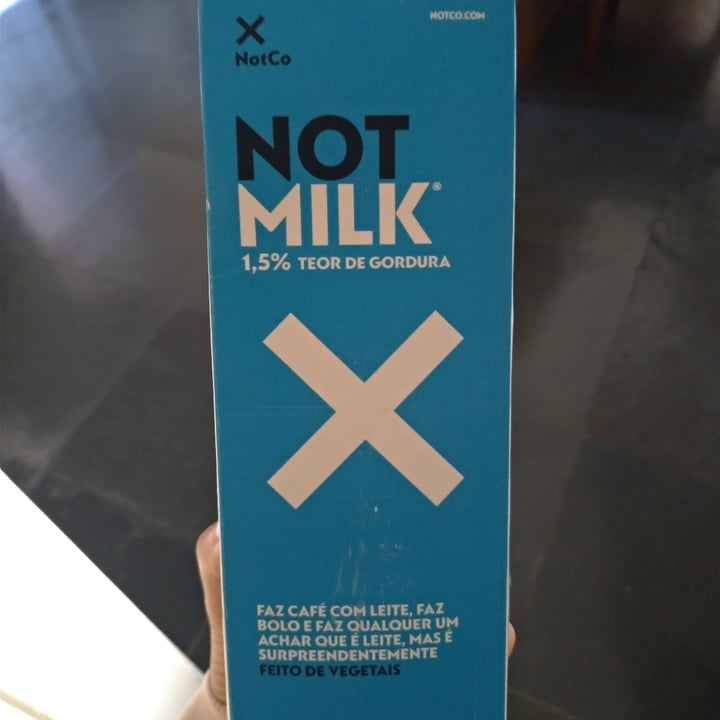 NotCo
NOTCO.COM
NOT
MILK®
1,5% TEOR DE GORDURA
FAZ CAFÉ COM LEITE, FAZ
BOLO E FAZ QUALQUER UM
ACHAR QUE É LEITE, MAS É
SURPREENDENTEMENTE
FEITO DE VEGETAIS